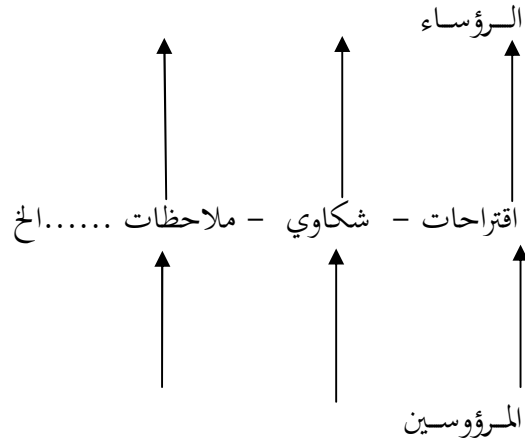 الـرؤسـاء
اقتراحات – شكاوي – ملاحظات ......الخ
المـرؤوسـين